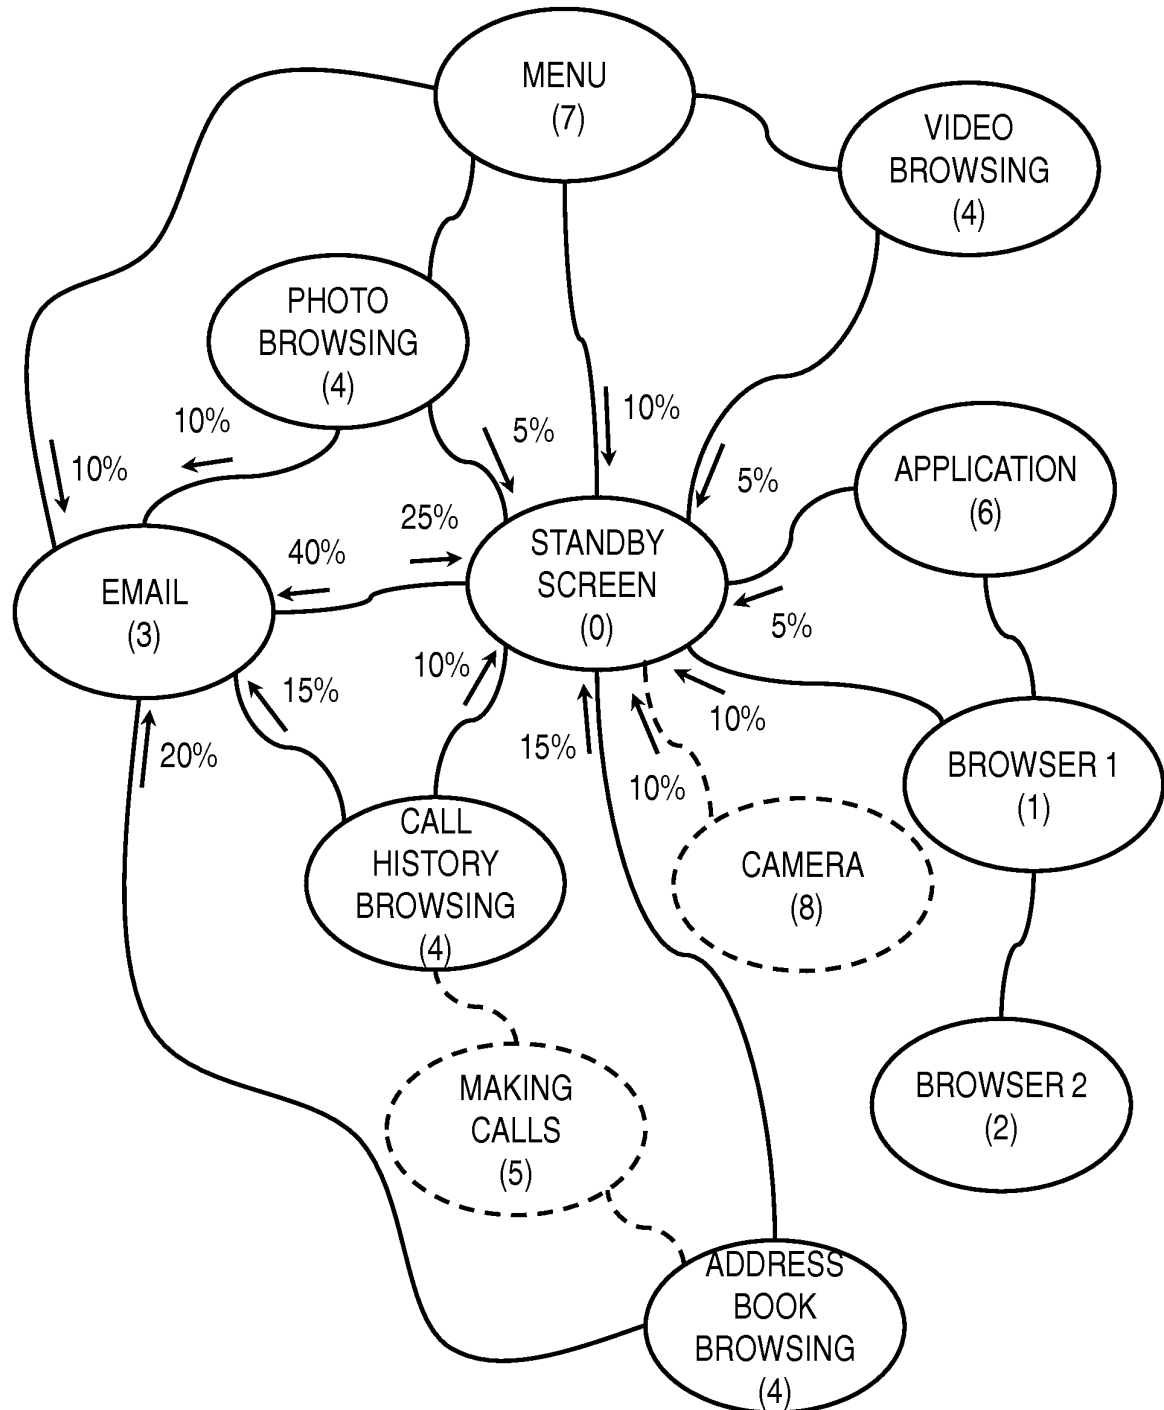 MENU
(7)
VIDEO
BROWSING
(4)
PHOTO
BROWSING
(4)
10%
5%
10%
10%
5%
APPLICATION
(6)
25%
40%
STANDBY
SCREEN
(0)
EMAIL
(3)
5%
10%
15%
10%
15%
10%
20%
BROWSER 1
(1)
CALL
HISTORY
BROWSING
(4)
CAMERA
(8)
MAKING
CALLS
(5)
BROWSER 2
(2)
ADDRESS
BOOK
BROWSING
(4)